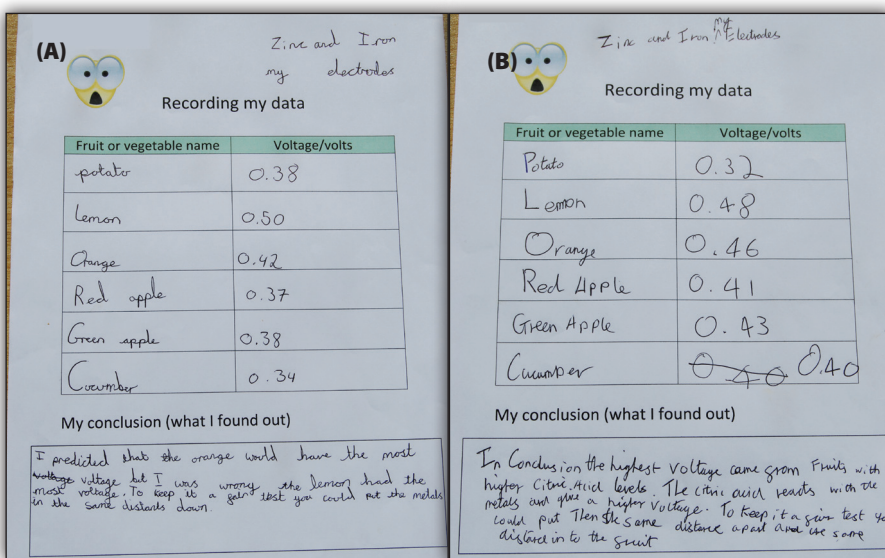 (A)
Zinc and Iron
my electrodes
Recording my data
Fruit or vegetable name Voltage/volts
potato 0.38
Lemon 0.50
Orange 0.42
Red apple 0.37
Green apple 0.38
Cucumber 0.34
My conclusion (what I found out)
I predicted that the orange would have the most
voltage voltage but I was wrong the lemon had the
most voltage. To keep it a fair test you could put the metals
in the same distants down.
(B)
Zinc and Iron my Electrodes
Recording my data
Fruit or vegetable name Voltage/volts
Potato 0.32
Lemon 0.48
Orange 0.46
Red Apple 0.41
Green Apple 0.43
Cucumber 0.40 0.40
My conclusion (what I found out)
In Conclusion the highest Voltage came from Fruits with
higher Citric Acid levels. The citric acid reacts with the
metals and give a higher voltage. To keep it a fair test
could put Then the same distance apart and the same
distance in to the fruit